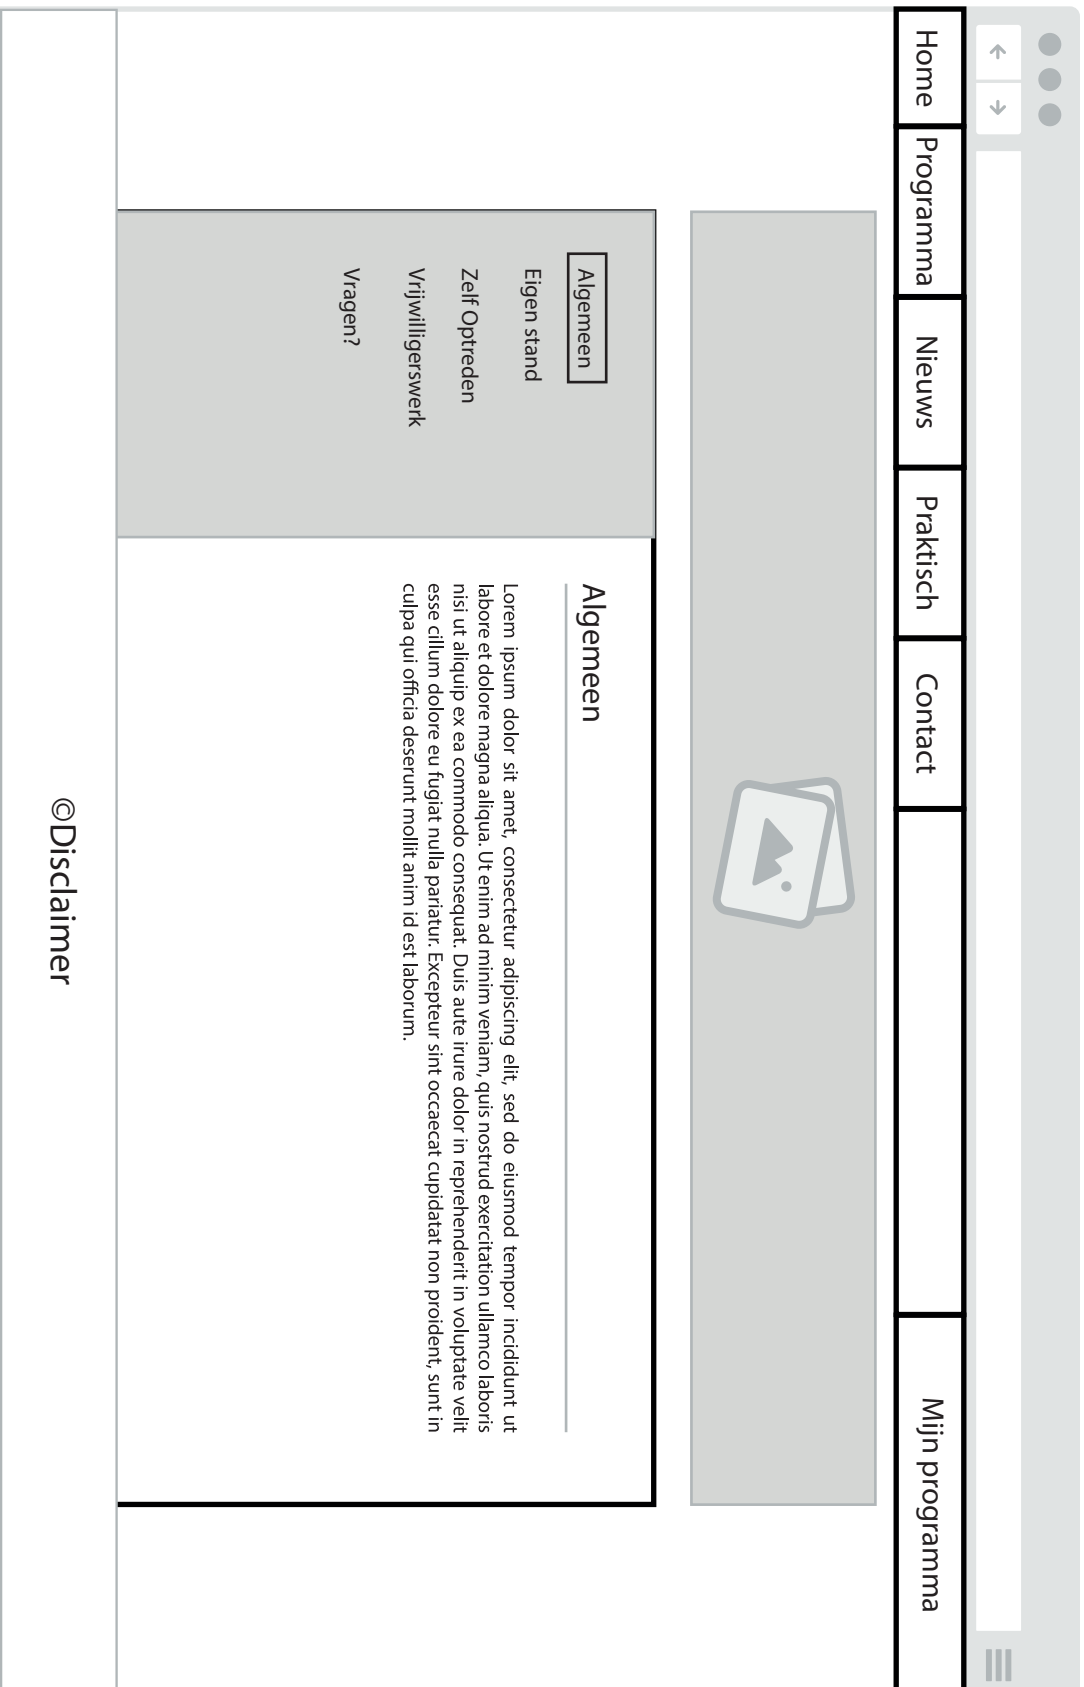 Home
Programma
Nieuws
Praktisch
Contact
Mijn programma
Algemeen
Eigen stand
Zelf Optreden
Vrijwilligerswerk
Vragen?
Algemeen
Lorem ipsum dolor sit amet, consectetur adipiscing elit, sed do eiusmod tempor incididunt ut
labore et dolore magna aliqua. Ut enim ad minim veniam, quis nostrud exercitation ullamco laboris
nisi ut aliquip ex ea commodo consequat. Duis aute irure dolor in reprehenderit in voluptate velit
esse cillum dolore eu fugiat nulla pariatur. Excepteur sint occaecat cupidatat non proident, sunt in
culpa qui officia deserunt mollit anim id est laborum.
©Disclaimer